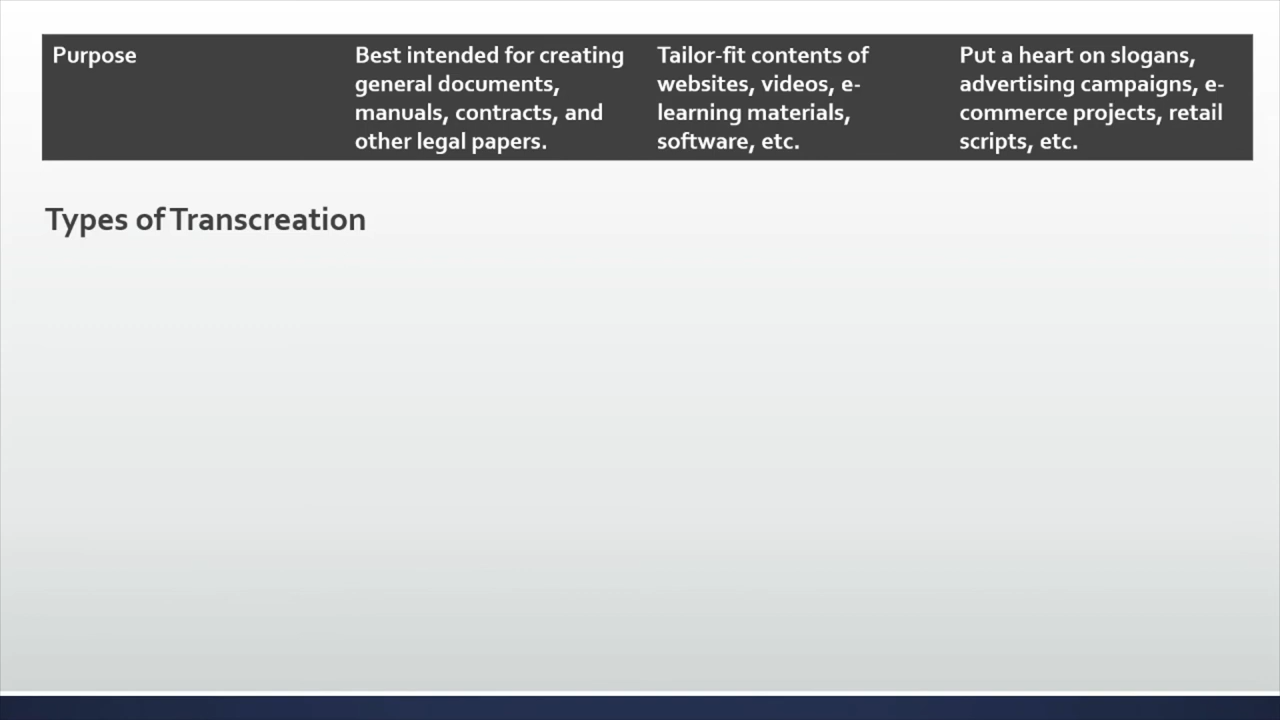 Purpose
Best intended for creating
general documents,
manuals, contracts, and
other legal papers.
Tailor-fit contents of
websites, videos, e-
learning materials,
software, etc.
Put a heart on slogans,
advertising campaigns, e-
commerce projects, retail
scripts, etc.
Types of Transcreation